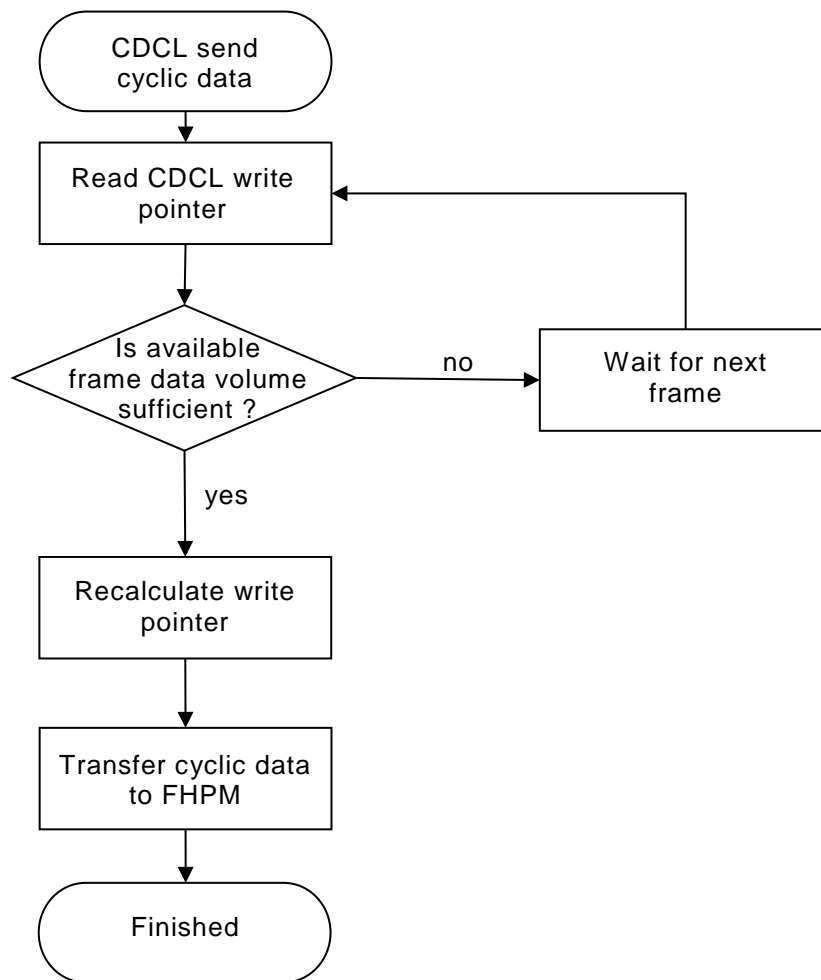 CDCL send
cyclic data
Read CDCL write
pointer
Is available
frame data volume
sufficient ?
no
Wait for next
frame
yes
Recalculate write
pointer
Transfer cyclic data
to FHPM
Finished